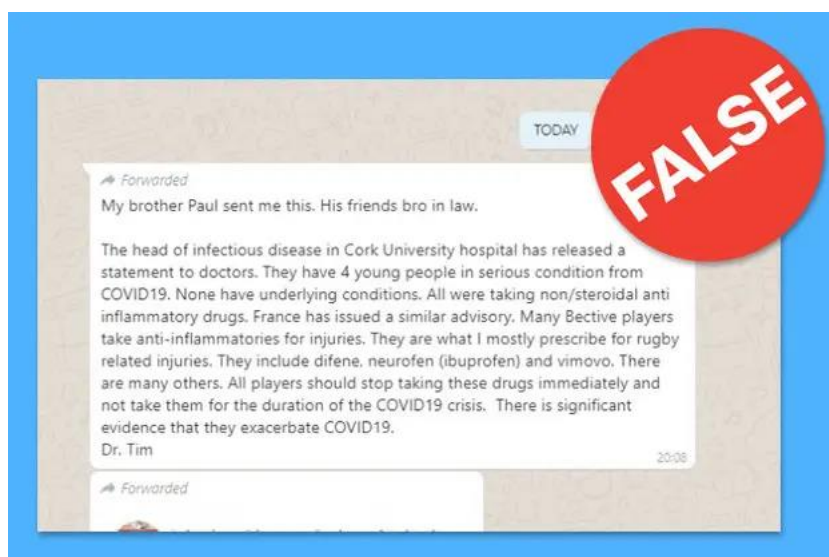 TODAY
FALSE
Forwarded
My brother Paul sent me this. His friends bro in law.
The head of infectious disease in Cork University hospital has released a
statement to doctors. They have 4 young people in serious condition from
COVID19. None have underlying conditions. All were taking non/steroidal anti
inflammatory drugs. France has issued a similar advisory. Many Bective players
take anti-inflammatories for injuries. They are what I mostly prescribe for rugby
related injuries. They include difene, neurofen (ibuprofen) and vimovo. There
are many others. All players should stop taking these drugs immediately and
not take them for the duration of the COVID19 crisis. There is significant
evidence that they exacerbate COVID19.
Dr. Tim
20:08
Forwarded